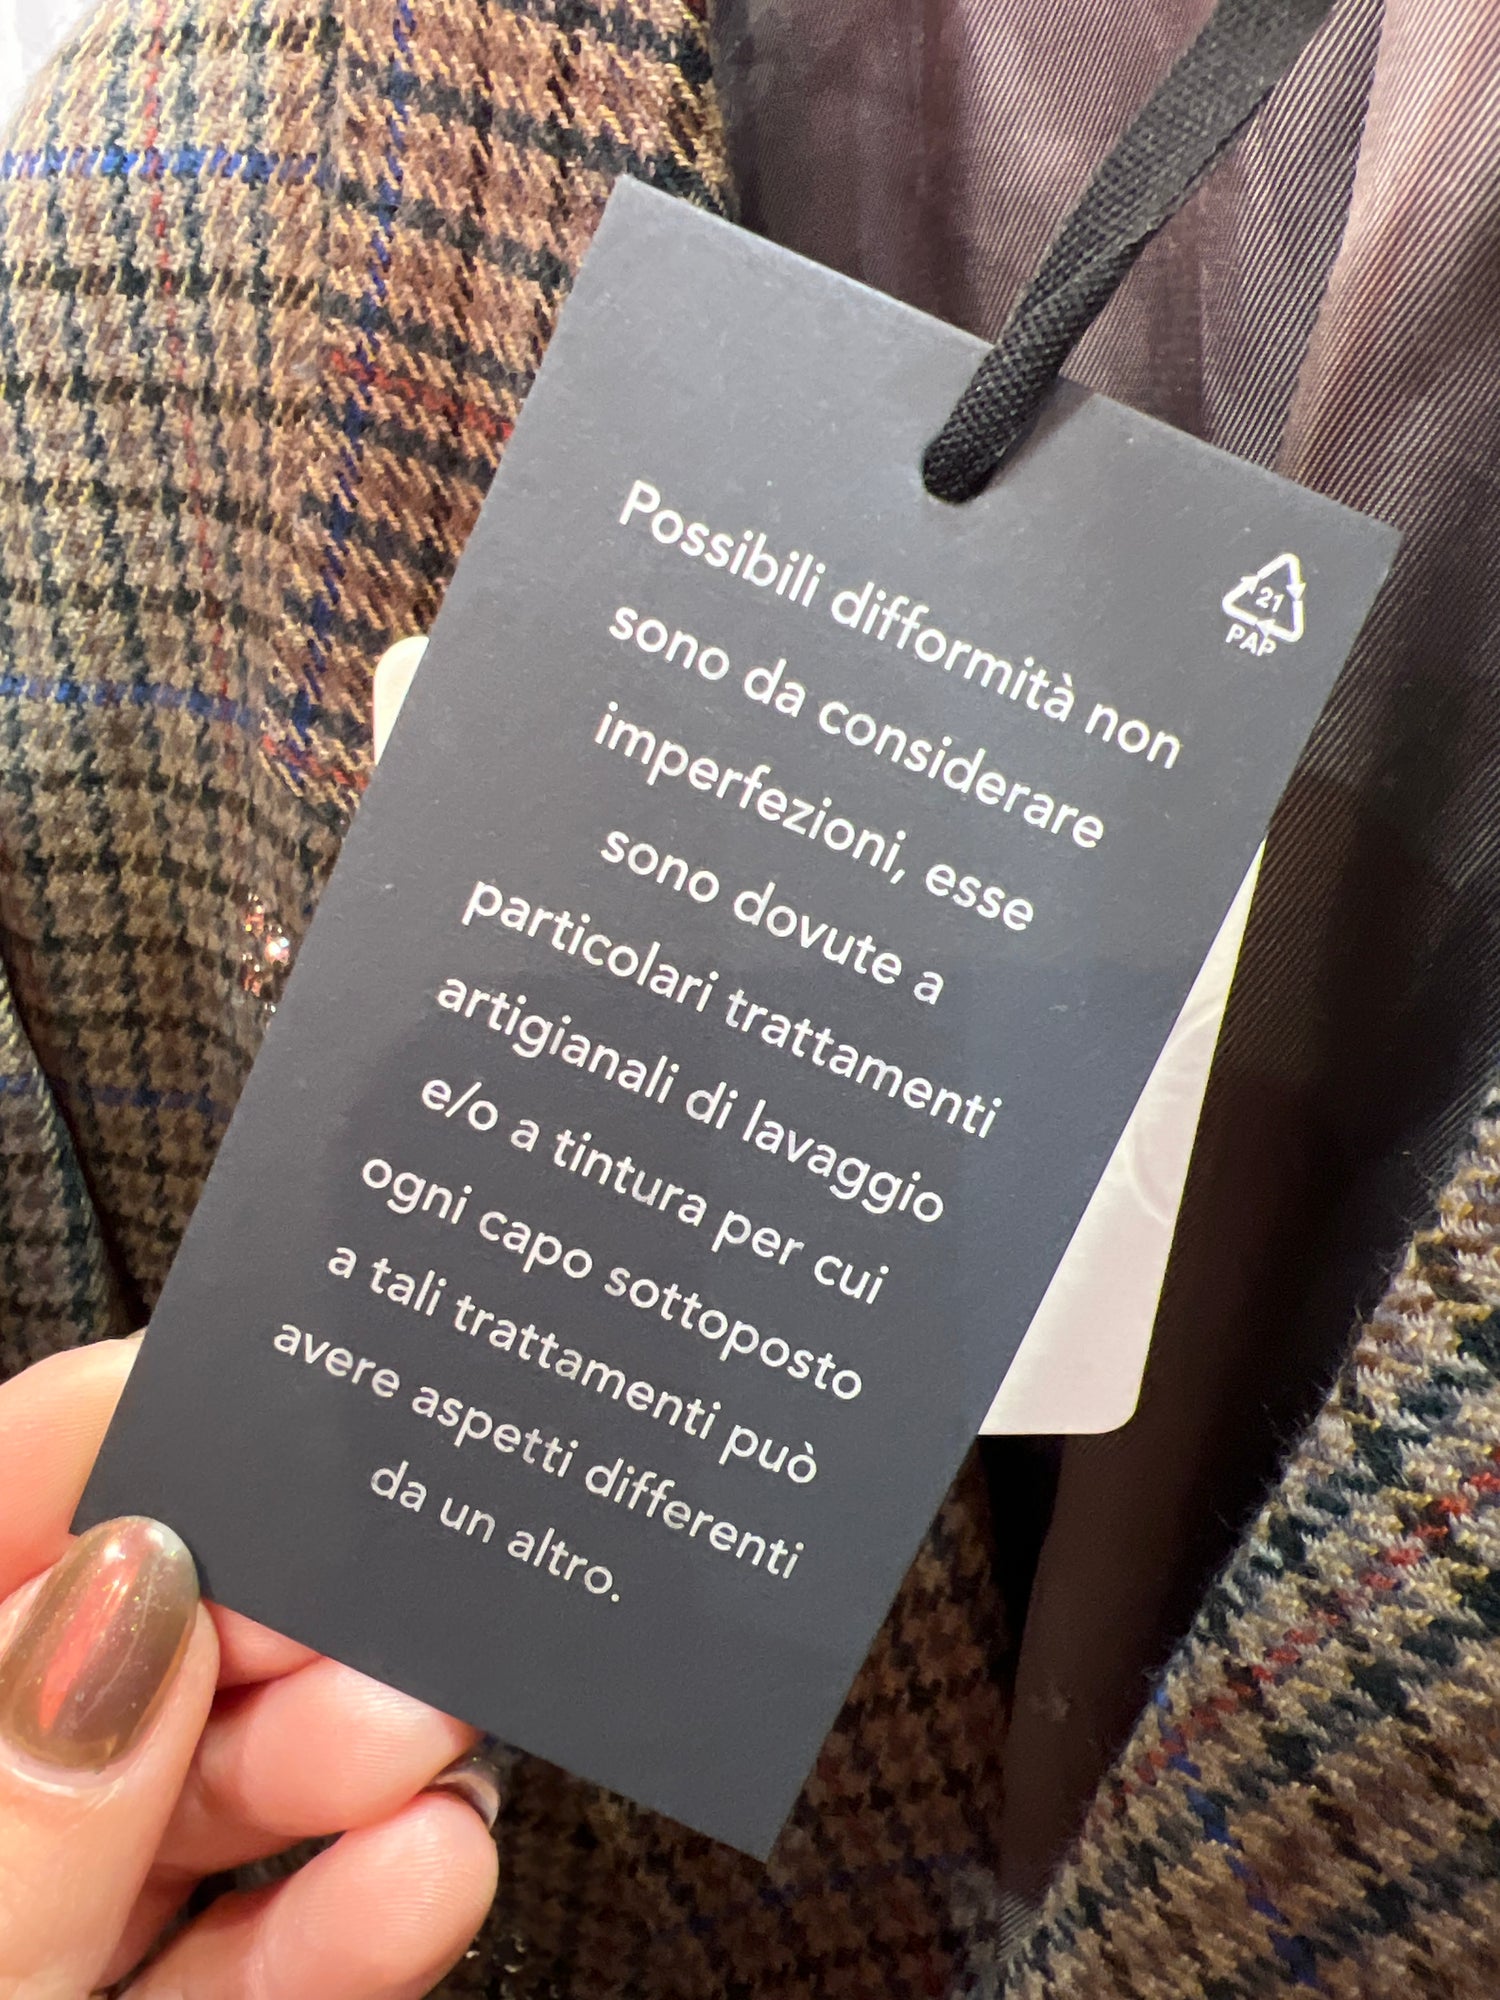 Possibili difformità non
sono da considerare
imperfezioni, esse
sono dovute a
particolari trattamenti
artigianali di lavaggio
e/o a tintura per cui
ogni capo sottoposto
a tali trattamenti può
avere aspetti differenti
da un altro.
21
PAP